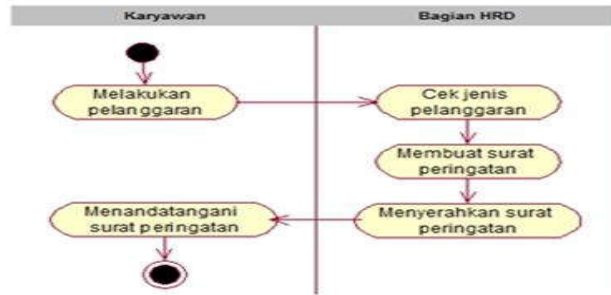 Karyawan
Bagian HRD
Melakukan
pelanggaran
Cek jenis
pelanggaran
Membuat surat
peringatan
Menyerahkan surat
peringatan
Menandatangani
surat peringatan